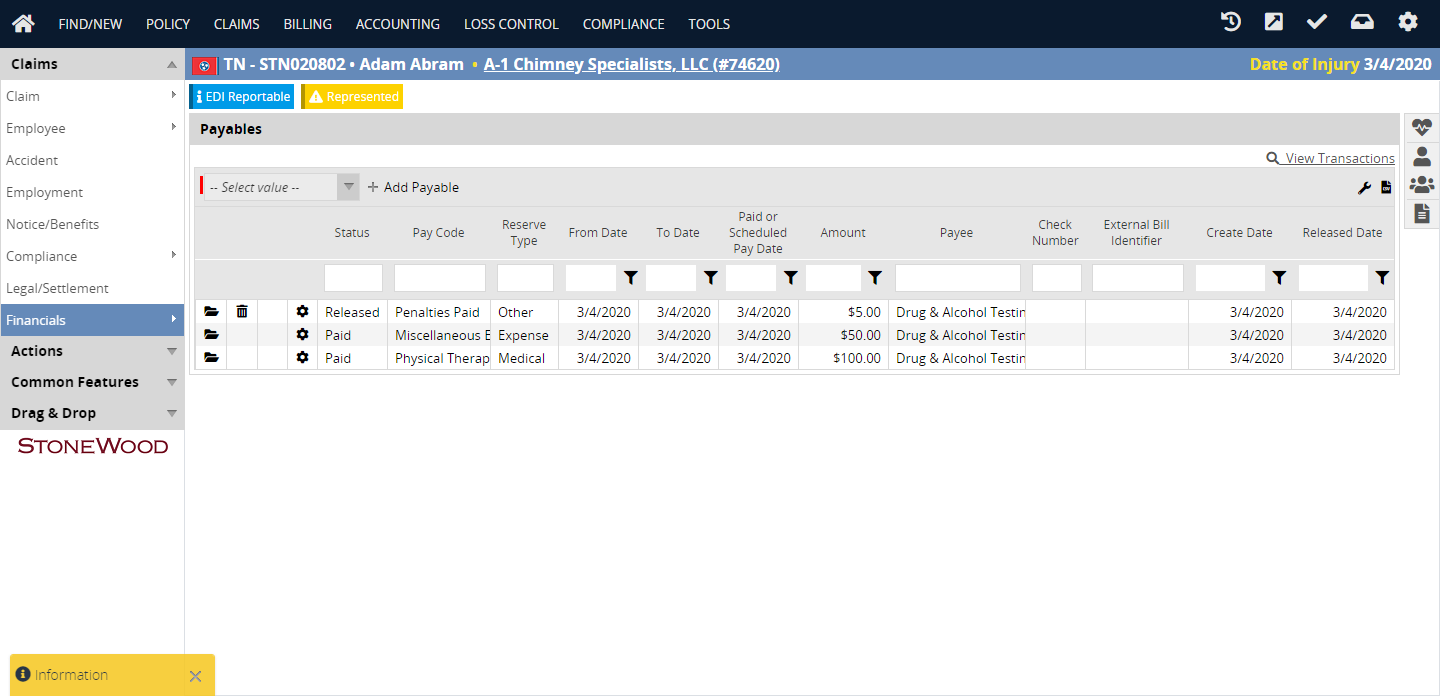 FIND/NEW POLICY CLAIMS BILLING ACCOUNTING LOSS CONTROL COMPLIANCE TOOLS
Claims
Claim
Employee
Accident
Employment
Notice/Benefits
Compliance
Legal/Settlement
Financials
Actions
Common Features
Drag & Drop
STONEWOOD
TN - STN020802 • Adam Abram • A-1 Chimney Specialists, LLC (#74620) Date of Injury 3/4/2020
EDI Reportable Represented
Payables
View Transactions
-- Select value -- Add Payable
Status Pay Code Reserve Type From Date To Date Paid or Scheduled Pay Date Amount Payee Check Number External Bill Identifier Create Date Released Date
Released Penalties Paid Other 3/4/2020 3/4/2020 3/4/2020 $5.00 Drug & Alcohol Testin 3/4/2020 3/4/2020
Paid Miscellaneous E Expense 3/4/2020 3/4/2020 3/4/2020 $50.00 Drug & Alcohol Testin 3/4/2020 3/4/2020
Paid Physical Therap Medical 3/4/2020 3/4/2020 3/4/2020 $100.00 Drug & Alcohol Testin 3/4/2020 3/4/2020
Information